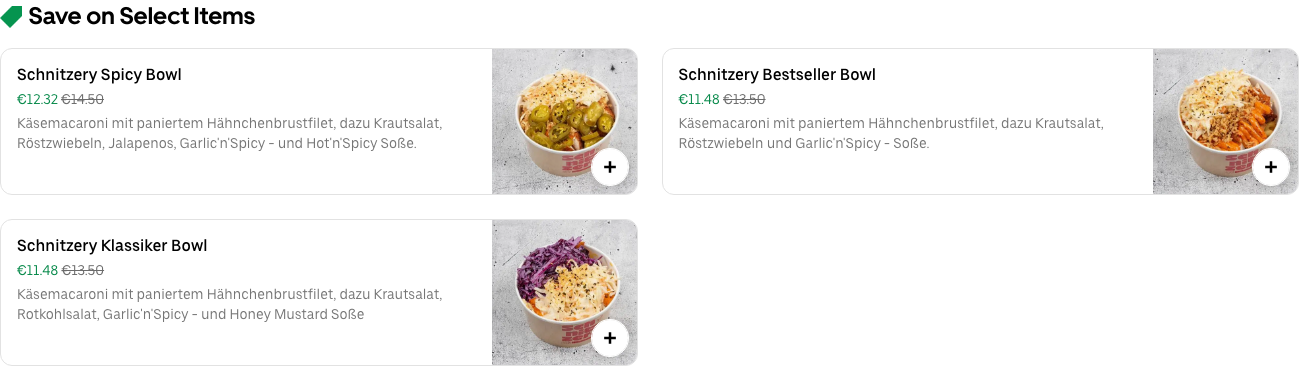 Save on Select Items
Schnitzery Spicy Bowl
€12.32 €14.50
Käsemacaroni mit paniertem Hähnchenbrustfilet, dazu Krautsalat,
Röstzwiebeln, Jalapenos, Garlic'n'Spicy - und Hot'n'Spicy Soße.
Schnitzery Bestseller Bowl
€11.48 €13.50
Käsemacaroni mit paniertem Hähnchenbrustfilet, dazu Krautsalat,
Röstzwiebeln und Garlic'n'Spicy - Soße.
Schnitzery Klassiker Bowl
€11.48 €13.50
Käsemacaroni mit paniertem Hähnchenbrustfilet, dazu Krautsalat,
Rotkohlsalat, Garlic'n'Spicy - und Honey Mustard Soße